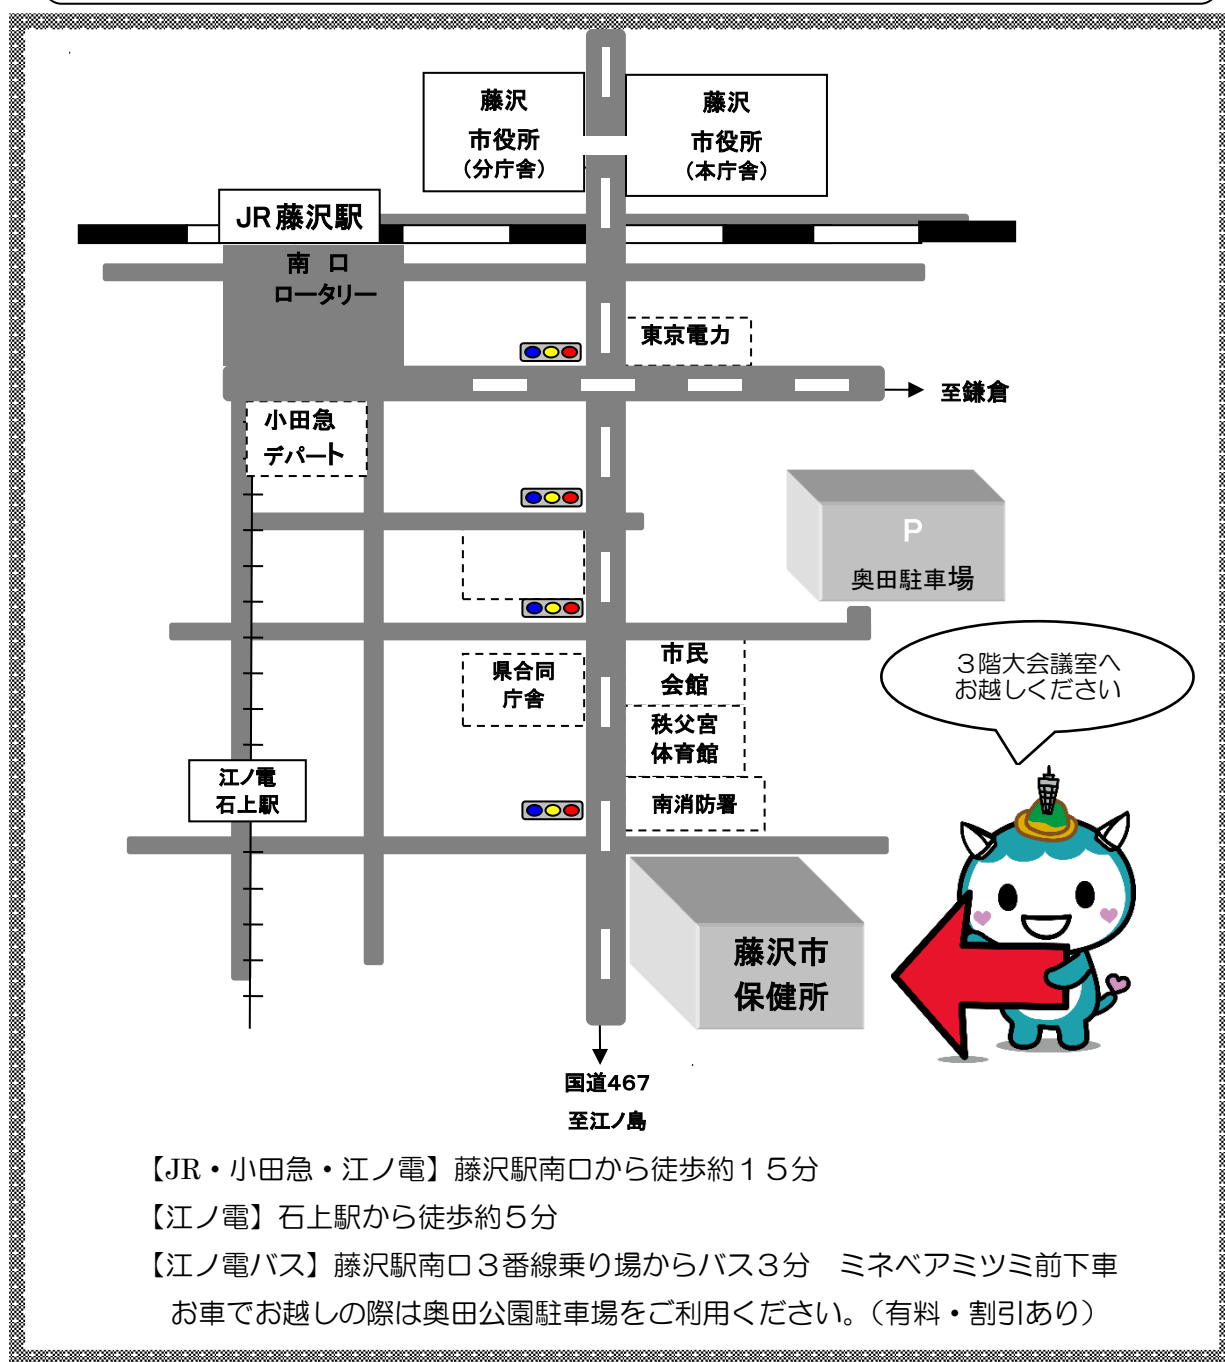 藤沢
市役所
（分庁舎）
藤沢
市役所
（本庁舎）
JR藤沢駅
南　口
ロータリー
東京電力
至鎌倉
小田急
デパート
P
奥田駐車場
市民
会館
県合同
庁舎
３階大会議室へ
お越しください
秩父宮
体育館
江ノ電
石上駅
南消防署
藤沢市
保健所
国道467
至江ノ島
【JR・小田急・江ノ電】藤沢駅南口から徒歩約１５分
【江ノ電】石上駅から徒歩約５分
【江ノ電バス】藤沢駅南口３番線乗り場からバス３分　ミネベアミツミ前下車
お車でお越しの際は奥田公園駐車場をご利用ください。（有料・割引あり）